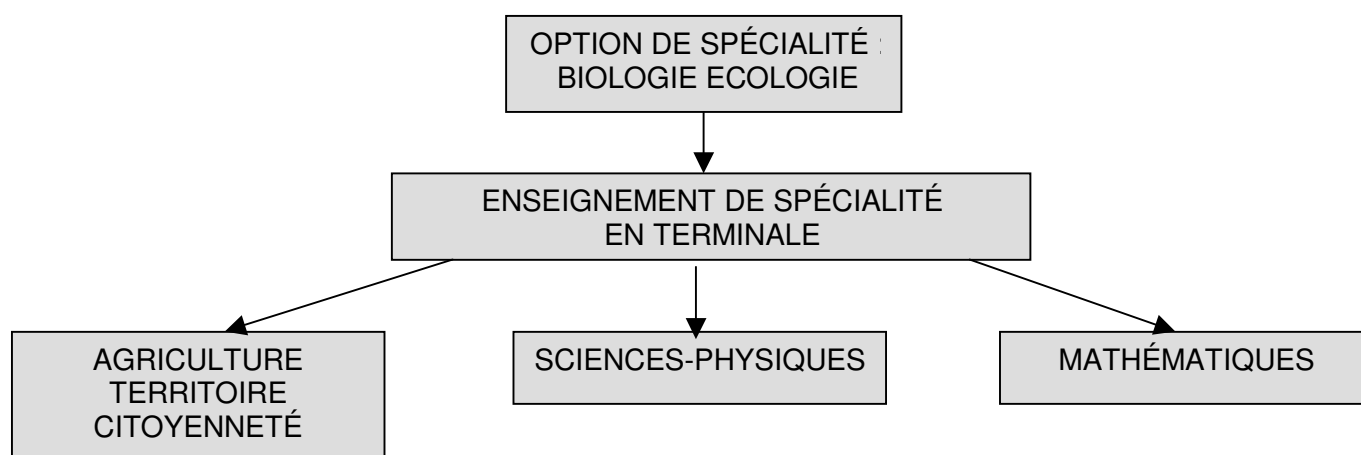 OPTION DE SPÉCIALITÉ :
BIOLOGIE ECOLOGIE
ENSEIGNEMENT DE SPÉCIALITÉ
EN TERMINALE
AGRICULTURE
TERRITOIRE
CITOYENNETÉ
SCIENCES-PHYSIQUES
MATHÉMATIQUES